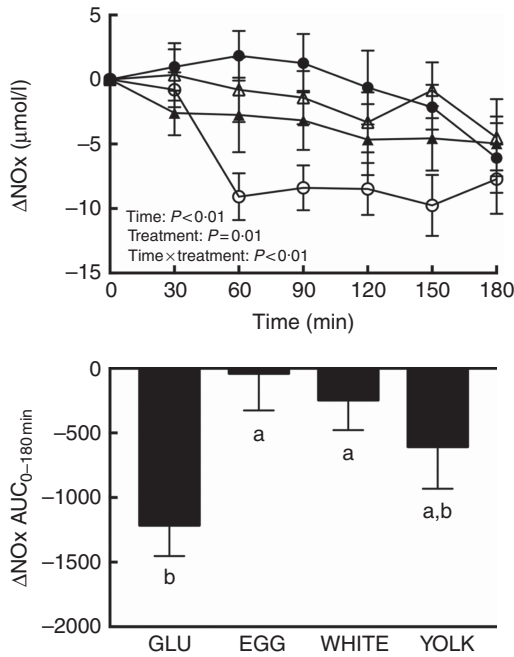 5
0
−5
−10
−15
ΔNOx (μmol/l)
Time: P<0·01
Treatment: P=0·01
Time×treatment: P<0·01
0 30 60 90 120 150 180
Time (min)
0
−500
−1000
−1500
−2000
ΔNOx AUC0–180 min
b a a a,b
GLU EGG WHITE YOLK